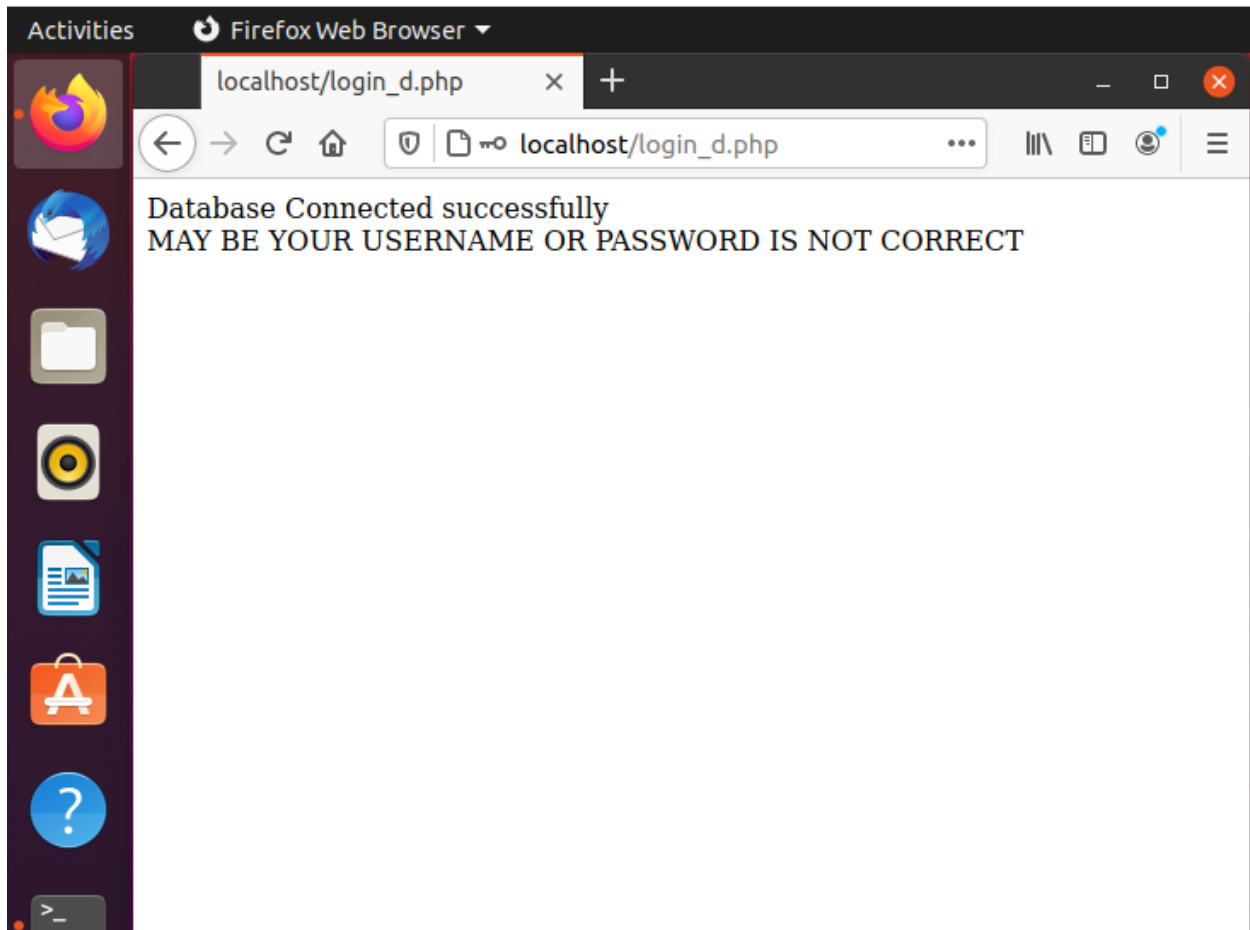 Activities Firefox Web Browser
localhost/login_d.php
localhost/login_d.php
Database Connected successfully
MAY BE YOUR USERNAME OR PASSWORD IS NOT CORRECT